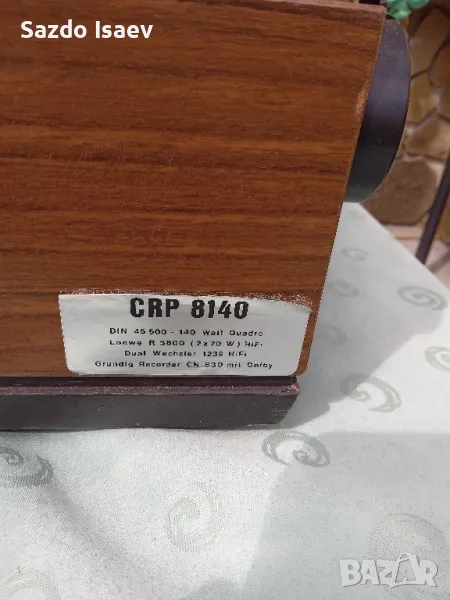 Sazdo Isaev
CRP 8140
DIN 45 500 - 140 Watt Quadro
Loewe R 3800 (2x70 W) HiFi
Dual Wechsler 1239 HiFi
Grundig Recorder CN 830 mit Dolby
BAZAR